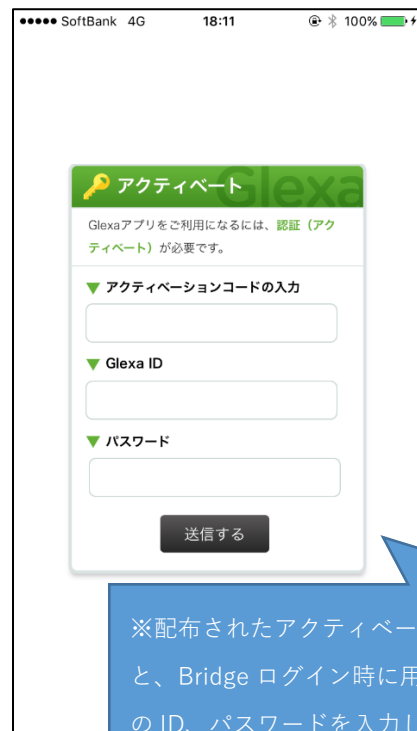 ●●●●● SoftBank 4G 18:11 100%
アクティベート Glexa
Glexaアプリをご利用になるには、認証（アク
ティベート）が必要です。
▼ アクティベーションコードの入力
▼ Glexa ID
▼ パスワード
送信する
※配布されたアクティベー
と、Bridge ログイン時に用
の ID、パスワードを入力し